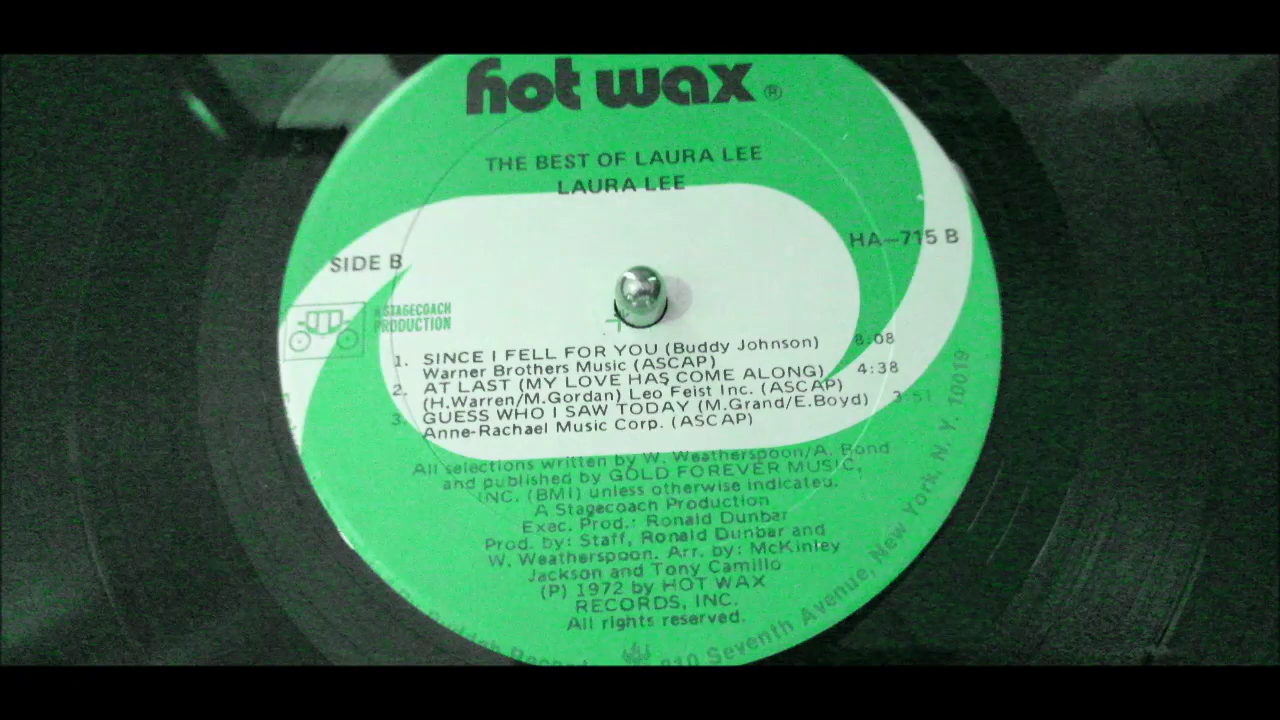 hot wax ®
THE BEST OF LAURA LEE
LAURA LEE
HA-715 B
SIDE B
A STAGECOACH
PRODUCTION
1. SINCE I FELL FOR YOU (Buddy Johnson) 8:08
Warner Brothers Music (ASCAP)
2. AT LAST (MY LOVE HAS COME ALONG) 4:38
(H.Warren/M.Gordan) Leo Feist Inc. (ASCAP)
3. GUESS WHO I SAW TODAY (M.Grand/E.Boyd) 3:51
Anne-Rachael Music Corp. (ASCAP)
All selections written by W. Weatherspoon/A. Bond
and published by GOLD FOREVER MUSIC,
INC. (BMI) unless otherwise indicated.
A Stagecoach Production
Exec. Prod.: Ronald Dunbar
Prod. by: Staff, Ronald Dunbar and
W. Weatherspoon. Arr. by: McKinley
Jackson and Tony Camillo
(P) 1972 by HOT WAX
RECORDS, INC.
All rights reserved.
810 Seventh Avenue, New York, N. Y. 10019